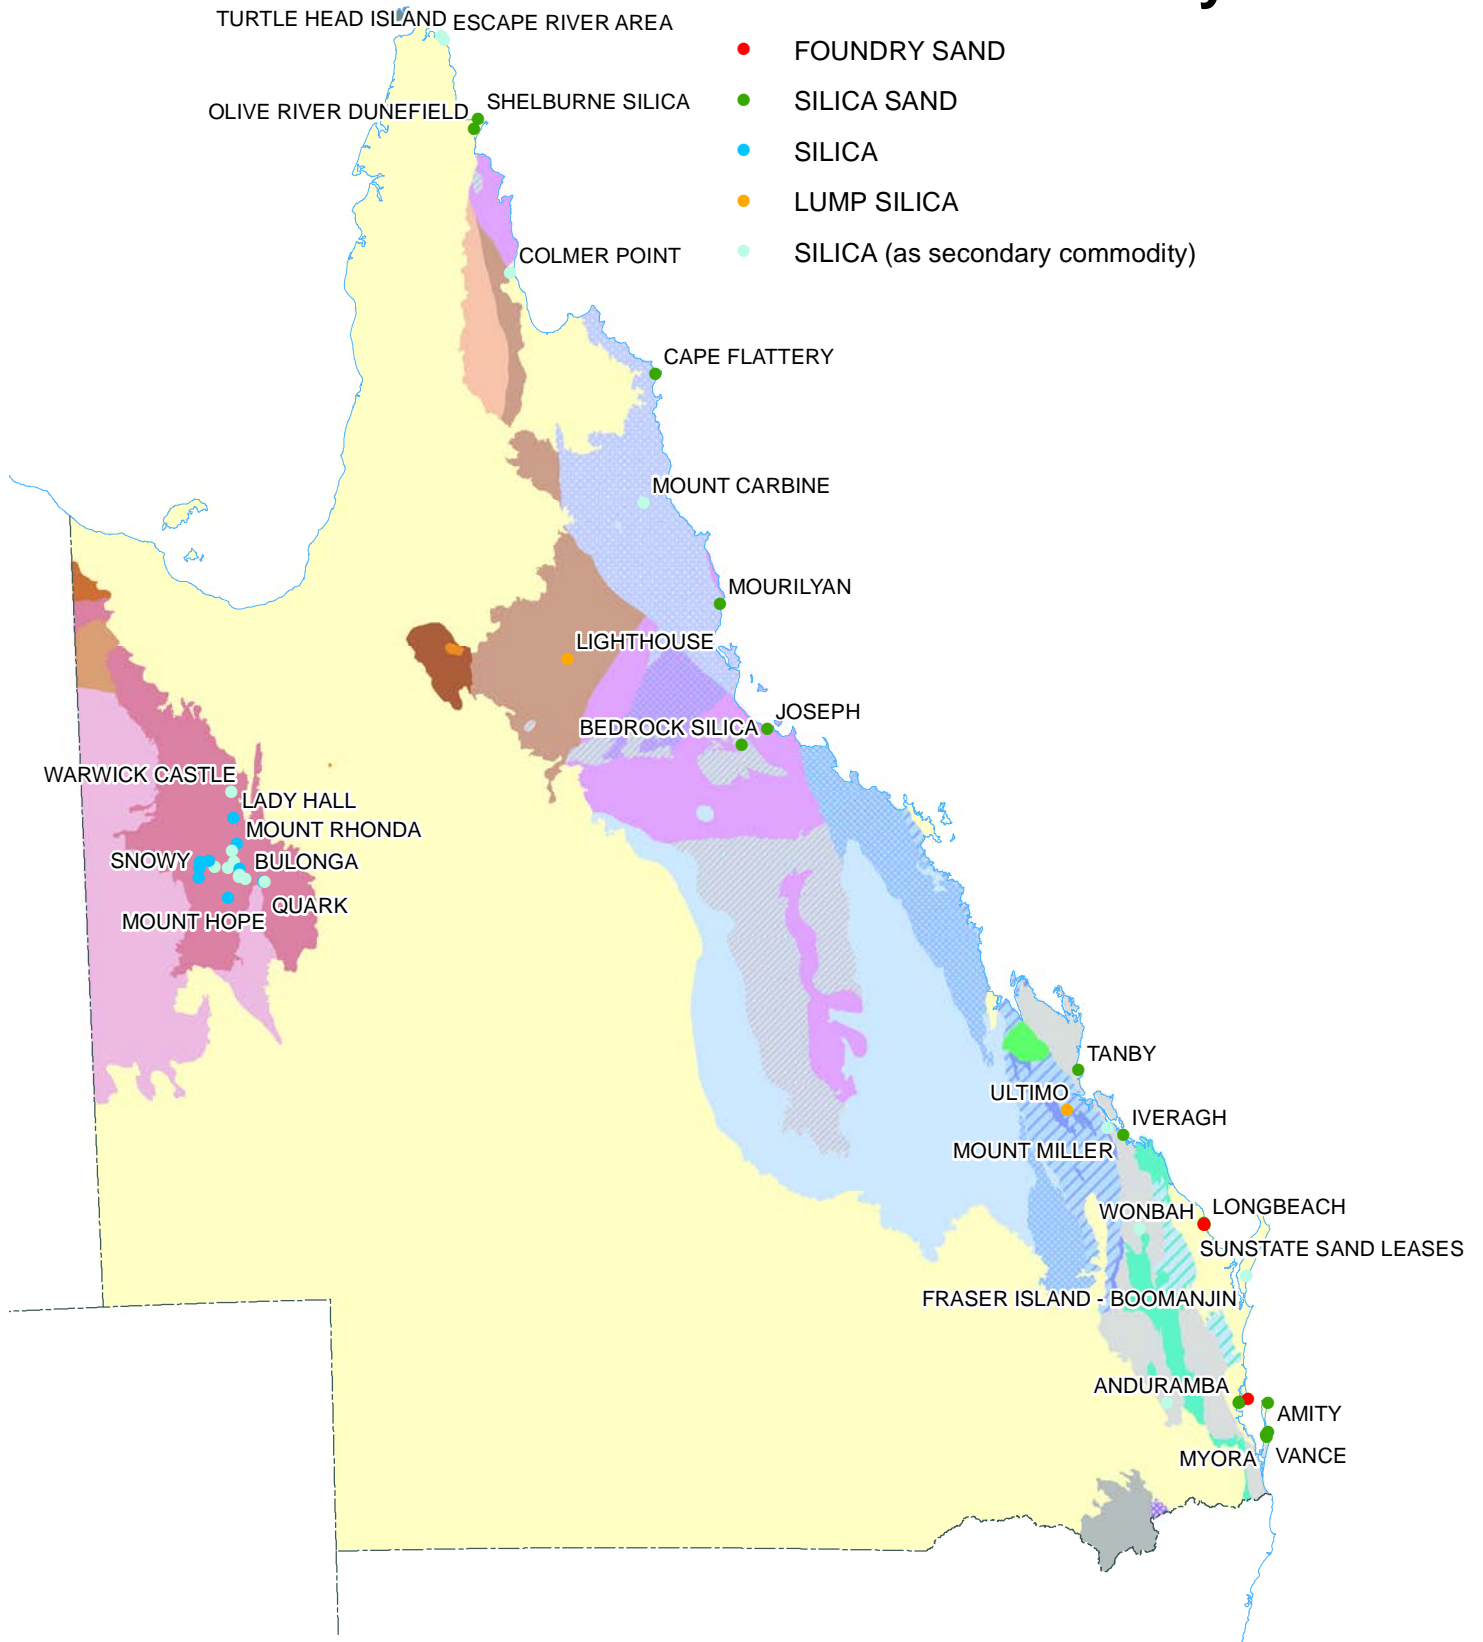 TURTLE HEAD ISLAND
ESCAPE RIVER AREA
FOUNDRY SAND
SHELBURNE SILICA
SILICA SAND
OLIVE RIVER DUNEFIELD
SILICA
LUMP SILICA
COLMER POINT
SILICA (as secondary commodity)
CAPE FLATTERY
MOUNT CARBINE
MOURILYAN
LIGHTHOUSE
JOSEPH
BEDROCK SILICA
WARWICK CASTLE
LADY HALL
MOUNT RHONDA
SNOWY
BULONGA
QUARK
MOUNT HOPE
TANBY
ULTIMO
IVERAGH
MOUNT MILLER
WONBAH
LONGBEACH
SUNSTATE SAND LEASES
FRASER ISLAND - BOOMANJIN
ANDURAMBA
AMITY
MYORA
VANCE